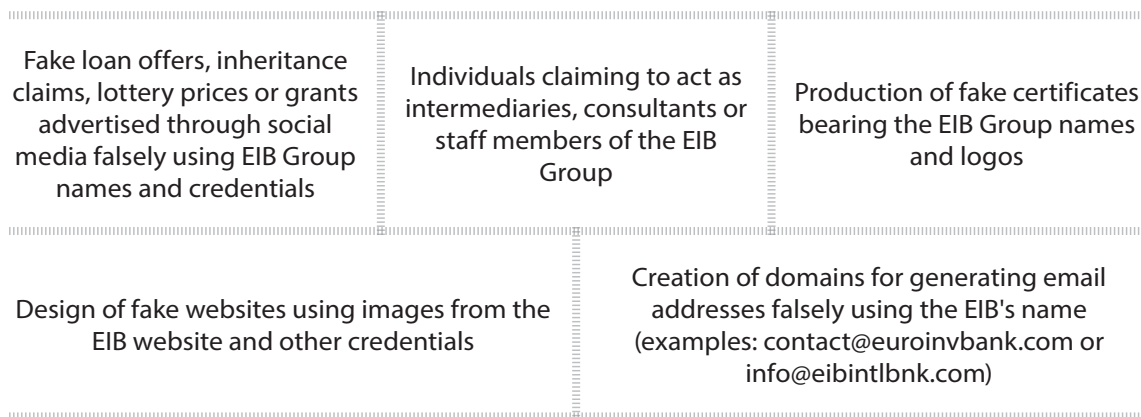 Fake loan offers, inheritance
claims, lottery prices or grants
advertised through social
media falsely using EIB Group
names and credentials
Individuals claiming to act as
intermediaries, consultants or
staff members of the EIB
Group
Production of fake certificates
bearing the EIB Group names
and logos
Design of fake websites using images from the
EIB website and other credentials
Creation of domains for generating email
addresses falsely using the EIB's name
(examples: contact@euroinvbank.com or
info@eibintlbnk.com)